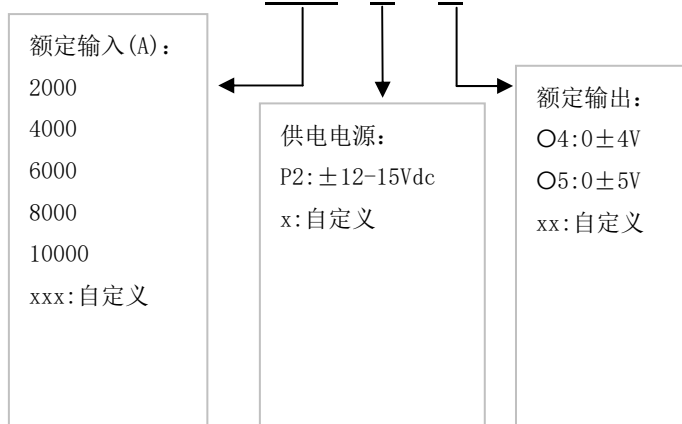 额定输入(A):
2000
4000
6000
8000
10000
xxx:自定义
供电电源:
P2:±12-15Vdc
x:自定义
额定输出:
O4:0±4V
O5:0±5V
xx:自定义